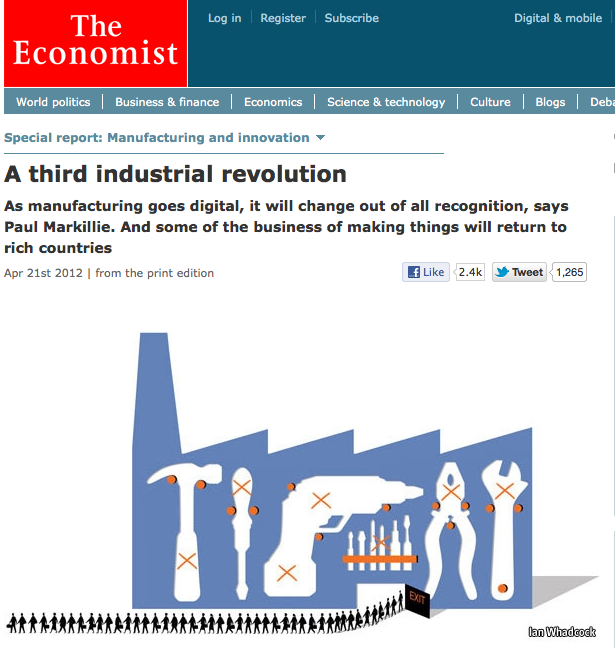 The
Economist
Log in Register Subscribe Digital & mobile
World politics Business & finance Economics Science & technology Culture Blogs Deba
Special report: Manufacturing and innovation
A third industrial revolution
As manufacturing goes digital, it will change out of all recognition, says
Paul Markillie. And some of the business of making things will return to
rich countries
Apr 21st 2012 | from the print edition
Like 2.4k Tweet 1,265
EXIT
Ian Whadcock